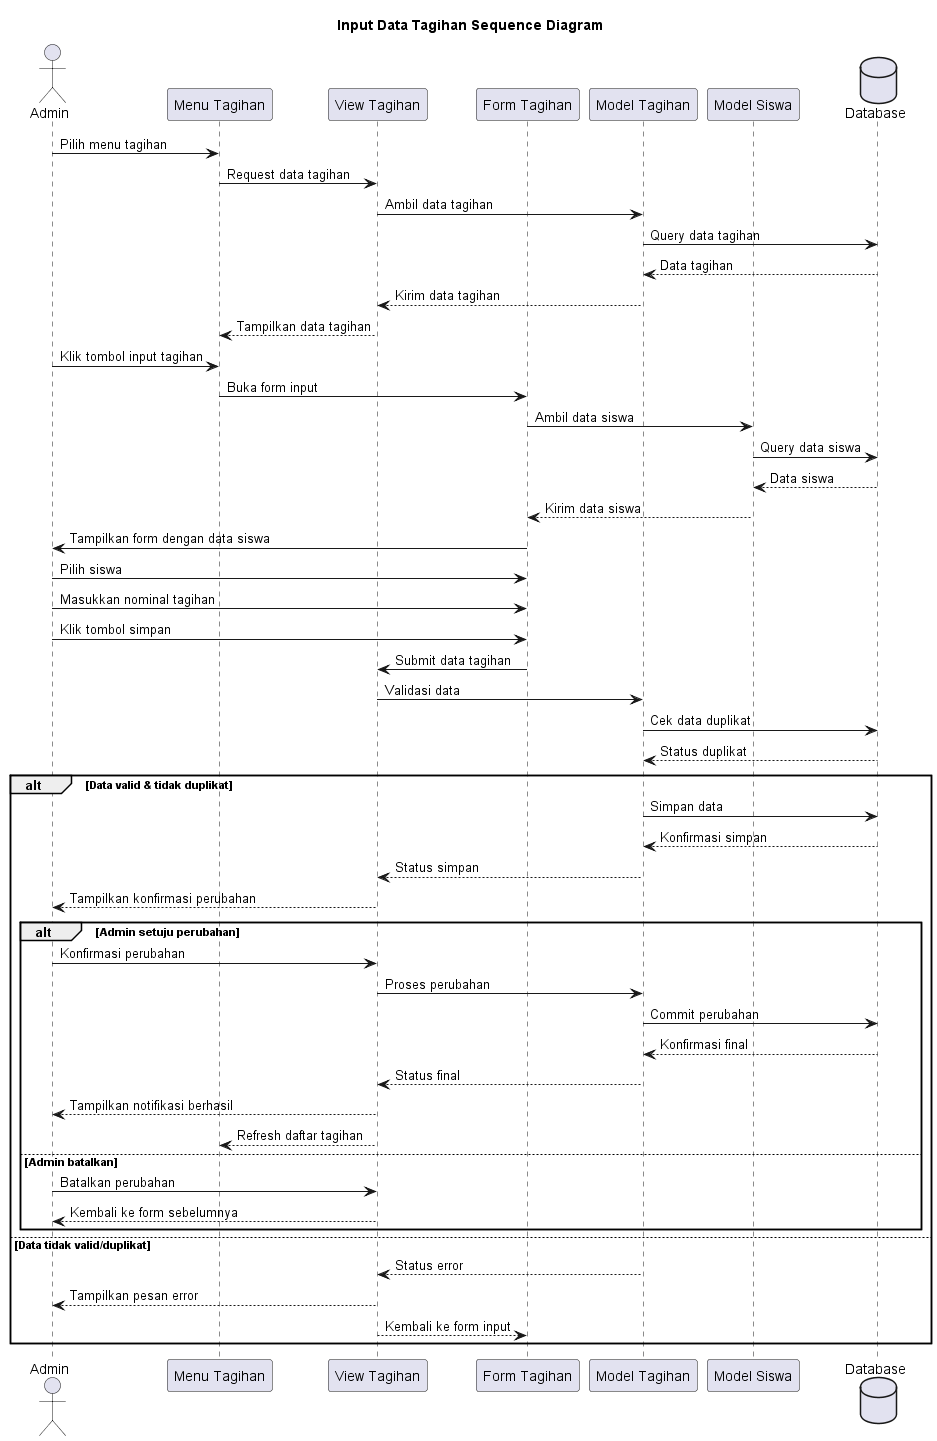 Input Data Tagihan Sequence Diagram
Admin
Menu Tagihan
View Tagihan
Form Tagihan
Model Tagihan
Model Siswa
Database
Pilih menu tagihan
Request data tagihan
Ambil data tagihan
Query data tagihan
Data tagihan
Kirim data tagihan
Tampilkan data tagihan
Klik tombol input tagihan
Buka form input
Ambil data siswa
Query data siswa
Data siswa
Kirim data siswa
Tampilkan form dengan data siswa
Pilih siswa
Masukkan nominal tagihan
Klik tombol simpan
Submit data tagihan
Validasi data
Cek data duplikat
Status duplikat
alt [Data valid & tidak duplikat]
Simpan data
Konfirmasi simpan
Status simpan
Tampilkan konfirmasi perubahan
alt [Admin setuju perubahan]
Konfirmasi perubahan
Proses perubahan
Commit perubahan
Konfirmasi final
Status final
Tampilkan notifikasi berhasil
Refresh daftar tagihan
[Admin batalkan]
Batalkan perubahan
Kembali ke form sebelumnya
[Data tidak valid/duplikat]
Status error
Tampilkan pesan error
Kembali ke form input
Admin
Menu Tagihan
View Tagihan
Form Tagihan
Model Tagihan
Model Siswa
Database